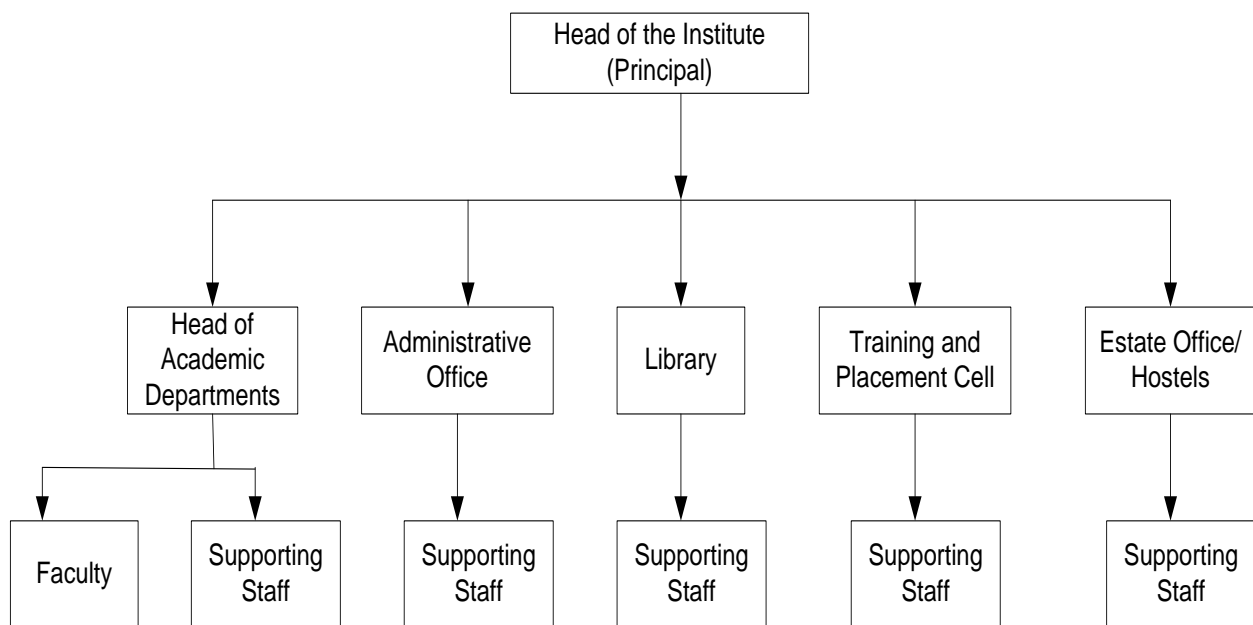 Head of the Institute
(Principal)
Head of
Academic
Departments
Administrative
Office
Library
Training and
Placement Cell
Estate Office/
Hostels
Faculty
Supporting
Staff
Supporting
Staff
Supporting
Staff
Supporting
Staff
Supporting
Staff